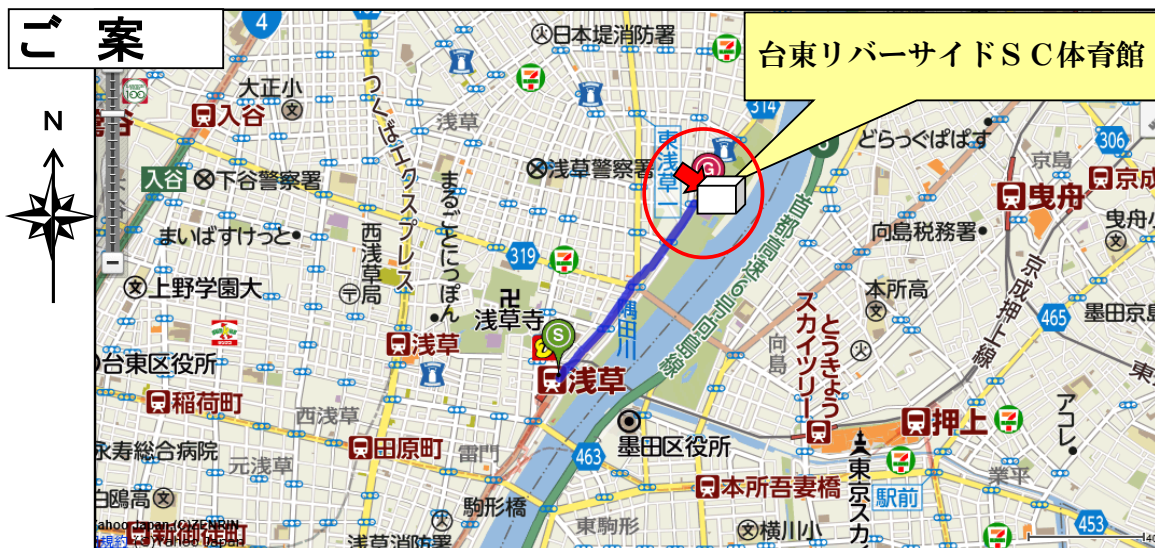 ご 案
台東リバーサイドSC体育館
N
4
日本堤消防署
大正小
入谷
つくばエクスプレス
浅草
314
東浅草一
G
どらっぐぱぱす
306
京島
入谷
下谷警察署
浅草警察署
曳舟
京成
まるごとにっぽん
首都高速6号向島線
曳舟小
まいばすけっと
西浅草局
319
向島税務署
京成押上線
上野学園大
卍
浅草寺
隅田川
本所高
465
墨田京島
スカイツリー
とうきょう
向島
S
台東区役所
浅草
浅草
稲荷町
西浅草
押上
アコレ
田原町
雷門
463
墨田区役所
永寿総合病院
元浅草
業平
白鴎高
駒形橋
本所吾妻橋
東京スカイ
駅前
新御徒町
浅草消防署
東駒形
横川小
453
規約